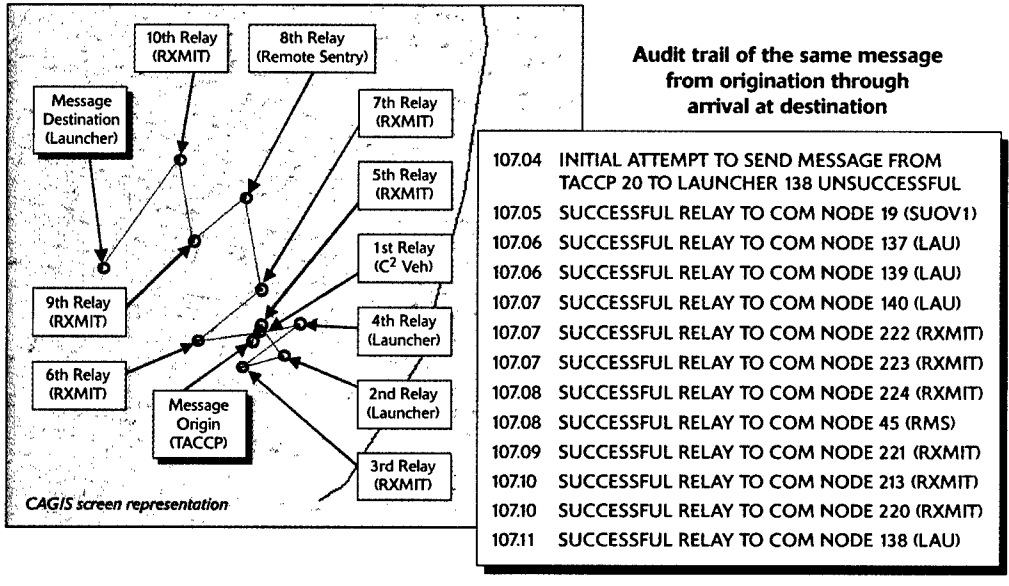 10th Relay
(RXMIT)
8th Relay
(Remote Sentry)
Message
Destination
(Launcher)
7th Relay
(RXMIT)
5th Relay
(RXMIT)
1st Relay
(C² Veh)
9th Relay
(RXMIT)
4th Relay
(Launcher)
6th Relay
(RXMIT)
Message
Origin
(TACCP)
2nd Relay
(Launcher)
3rd Relay
(RXMIT)
CAGIS screen representation
Audit trail of the same message
from origination through
arrival at destination
107.04 INITIAL ATTEMPT TO SEND MESSAGE FROM
TACCP 20 TO LAUNCHER 138 UNSUCCESSFUL
107.05 SUCCESSFUL RELAY TO COM NODE 19 (SUOV1)
107.06 SUCCESSFUL RELAY TO COM NODE 137 (LAU)
107.06 SUCCESSFUL RELAY TO COM NODE 139 (LAU)
107.07 SUCCESSFUL RELAY TO COM NODE 140 (LAU)
107.07 SUCCESSFUL RELAY TO COM NODE 222 (RXMIT)
107.07 SUCCESSFUL RELAY TO COM NODE 223 (RXMIT)
107.08 SUCCESSFUL RELAY TO COM NODE 224 (RXMIT)
107.08 SUCCESSFUL RELAY TO COM NODE 45 (RMS)
107.09 SUCCESSFUL RELAY TO COM NODE 221 (RXMIT)
107.10 SUCCESSFUL RELAY TO COM NODE 213 (RXMIT)
107.10 SUCCESSFUL RELAY TO COM NODE 220 (RXMIT)
107.11 SUCCESSFUL RELAY TO COM NODE 138 (LAU)